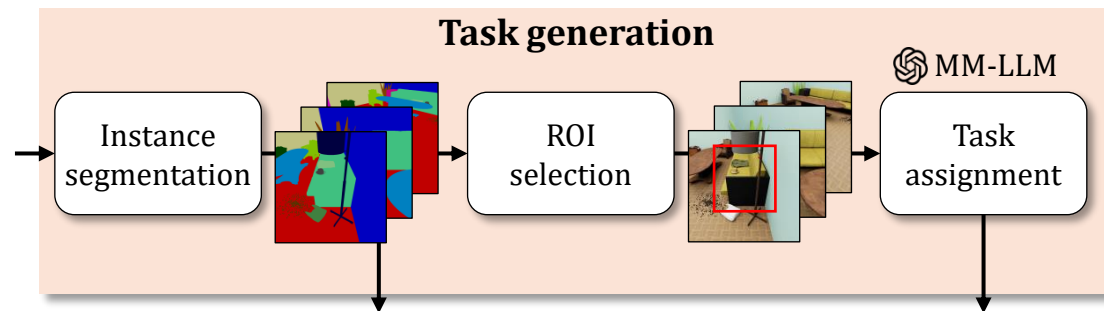 Task generation
MM-LLM
Instance
segmentation
ROI
selection
Task
assignment